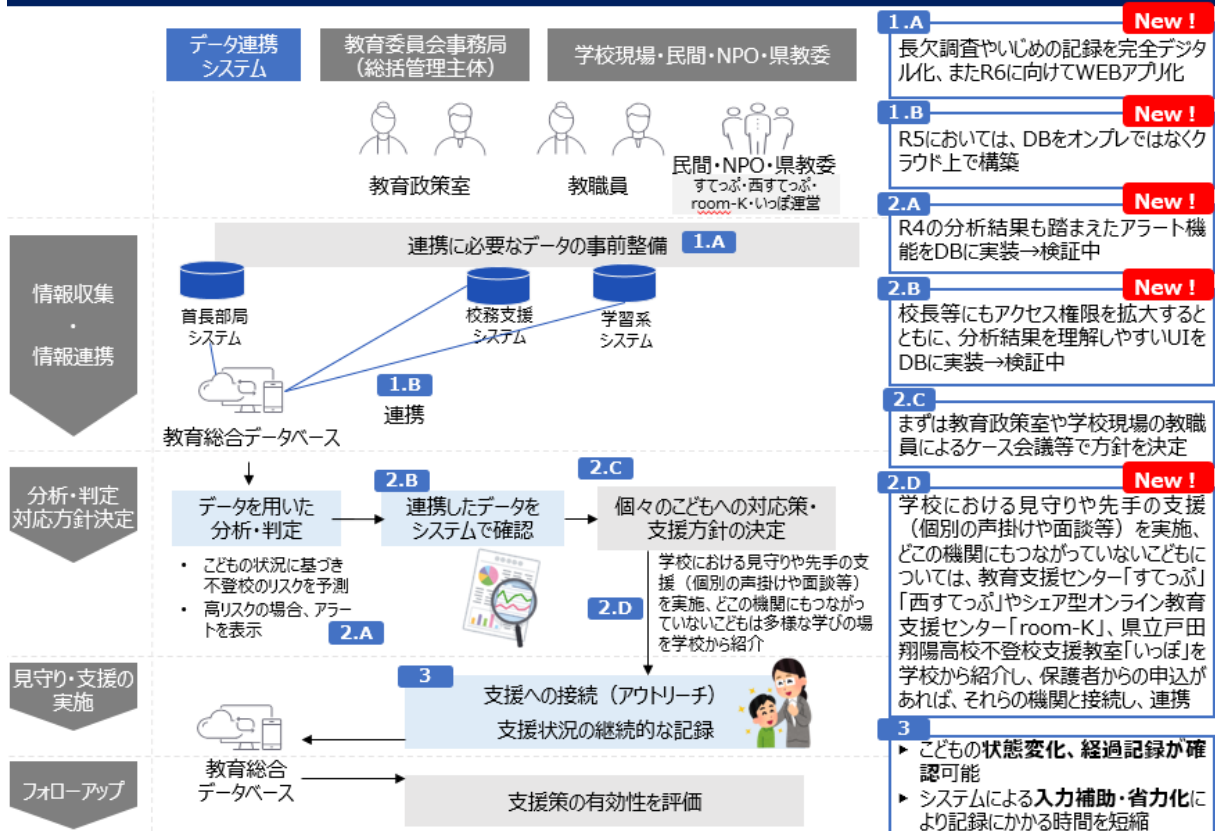 データ連携
システム
教育委員会事務局
（総括管理主体）
学校現場・民間・NPO・県教委
教育政策室
教職員
民間・NPO・県教委
すてっぷ・西すてっぷ・
room-K・いっぽ運営
情報収集
・
情報連携
連携に必要なデータの事前整備
1.A
首長部局
システム
校務支援
システム
学習系
システム
1.B
連携
教育総合データベース
分析・判定
対応方針決定
データを用いた
分析・判定
2.B
連携したデータを
システムで確認
2.C
個々のこどもへの対応策・
支援方針の決定
• こどもの状況に基づき
不登校のリスクを予測
• 高リスクの場合、アラー
トを表示
2.A
2.D
学校における見守りや先手の支
援（個別の声掛けや面談等）
を実施、どこの機関にもつながっ
ていないこどもは多様な学びの場
を学校から紹介
見守り・支援の
実施
3
支援への接続（アウトリーチ）
支援状況の継続的な記録
教育総合
データベース
フォローアップ
支援策の有効性を評価
1.A
New！
長欠調査やいじめの記録を完全デジタ
ル化、またR6に向けてWEBアプリ化
1.B
New！
R5においては、DBをオンプレではなくク
ラウド上で構築
2.A
New！
R4の分析結果も踏まえたアラート機
能をDBに実装→検証中
2.B
New！
校長等にもアクセス権限を拡大すると
ともに、分析結果を理解しやすいUIを
DBに実装→検証中
2.C
まずは教育政策室や学校現場の教職
員によるケース会議等で方針を決定
2.D
New！
学校における見守りや先手の支援
（個別の声掛けや面談等）を実施、
どこの機関にもつながっていないこどもに
ついては、教育支援センター「すてっぷ」
「西すてっぷ」やシェア型オンライン教育
支援センター「room-K」、県立戸田
翔陽高校不登校支援教室「いっぽ」を
学校から紹介し、保護者からの申込が
あれば、それらの機関と接続し、連携
3
▶ こどもの状態変化、経過記録が確
認可能
▶ システムによる入力補助・省力化に
より記録にかかる時間を短縮